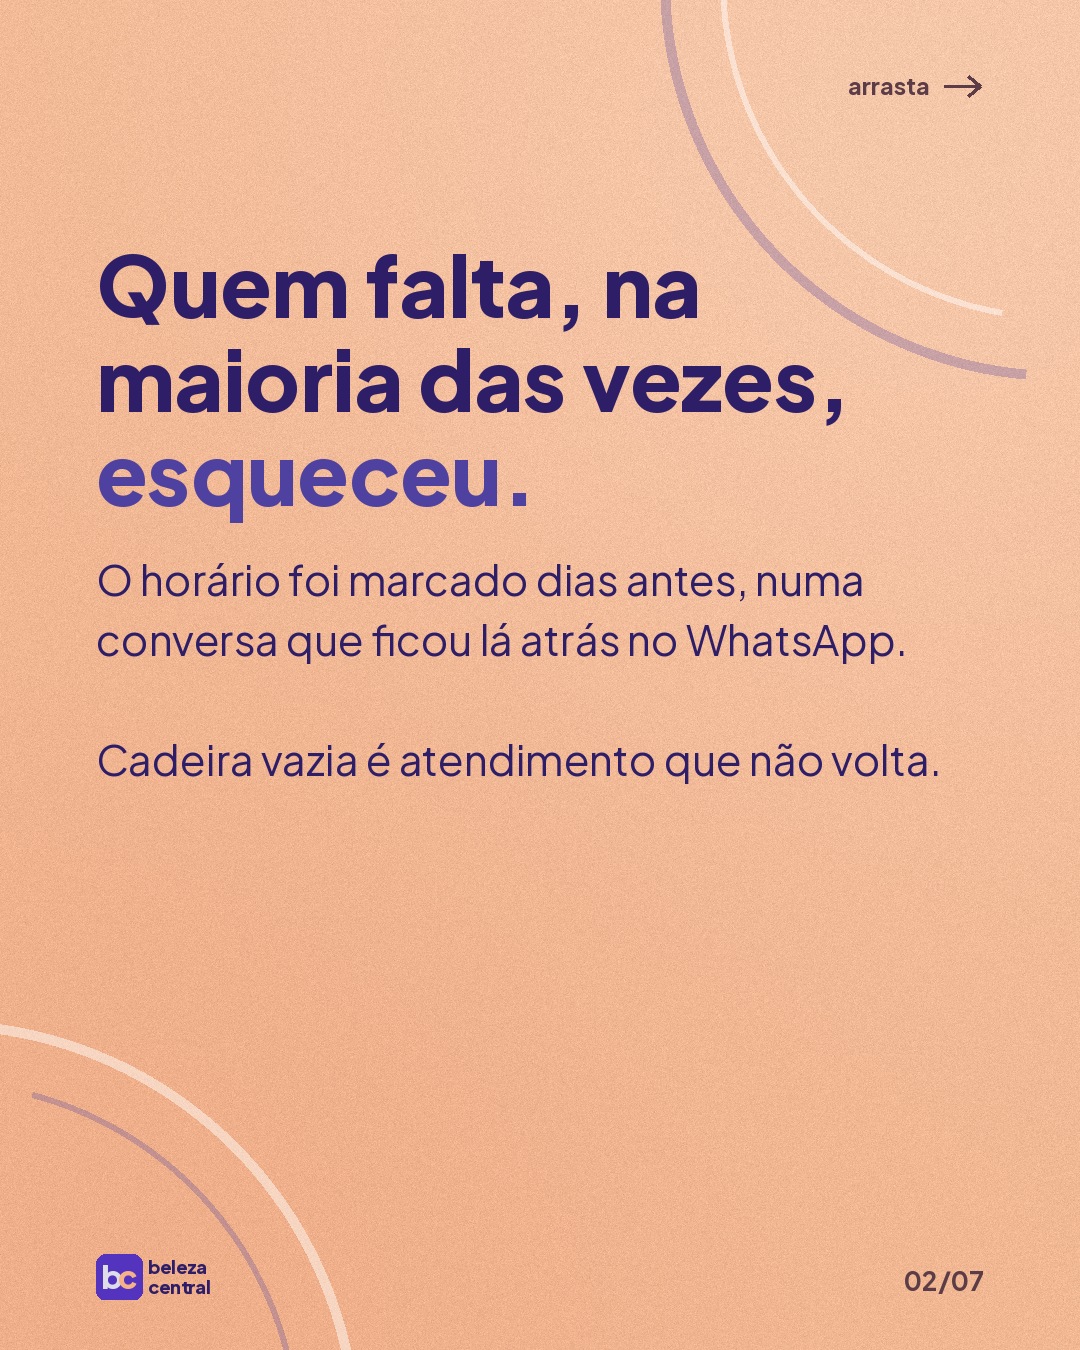 arrasta →
Quem falta, na
maioria das vezes,
esqueceu.
O horário foi marcado dias antes, numa
conversa que ficou lá atrás no WhatsApp.
Cadeira vazia é atendimento que não volta.
bc beleza
central
02/07